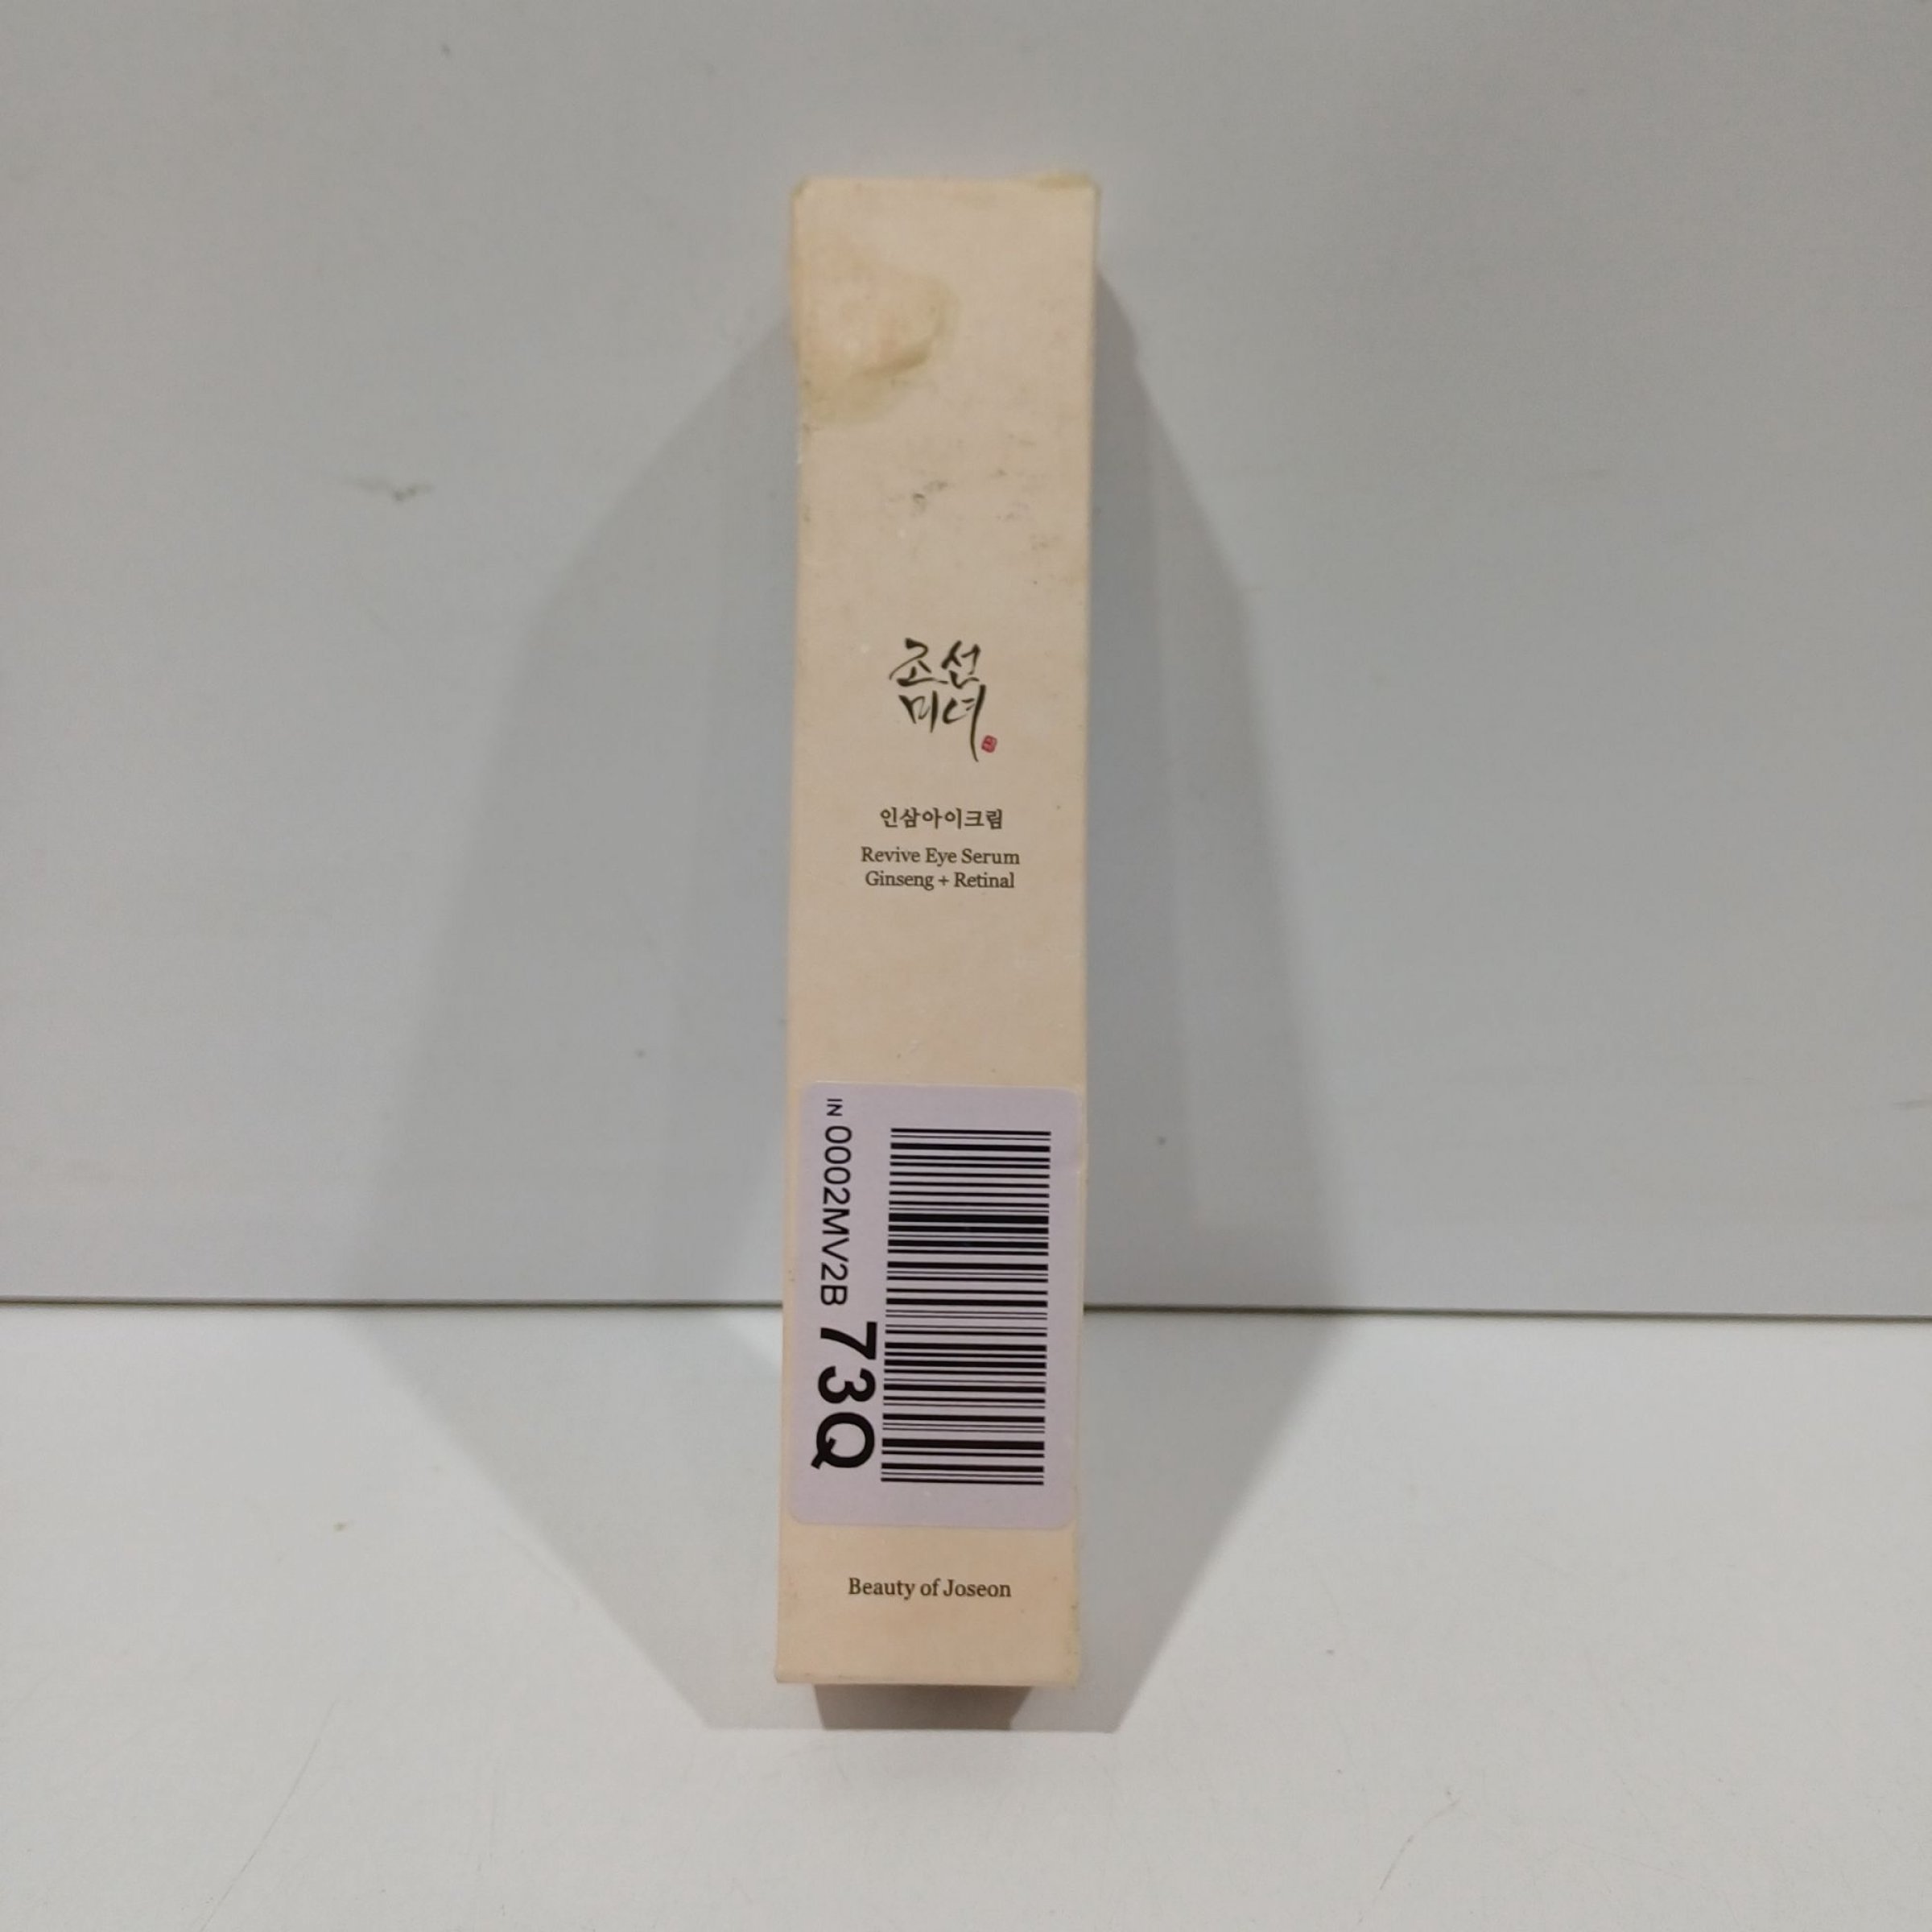 조선
미녀
인삼아이크림
Revive Eye Serum
Ginseng + Retinal
IN 0002MV2B 73Q
Beauty of Joseon